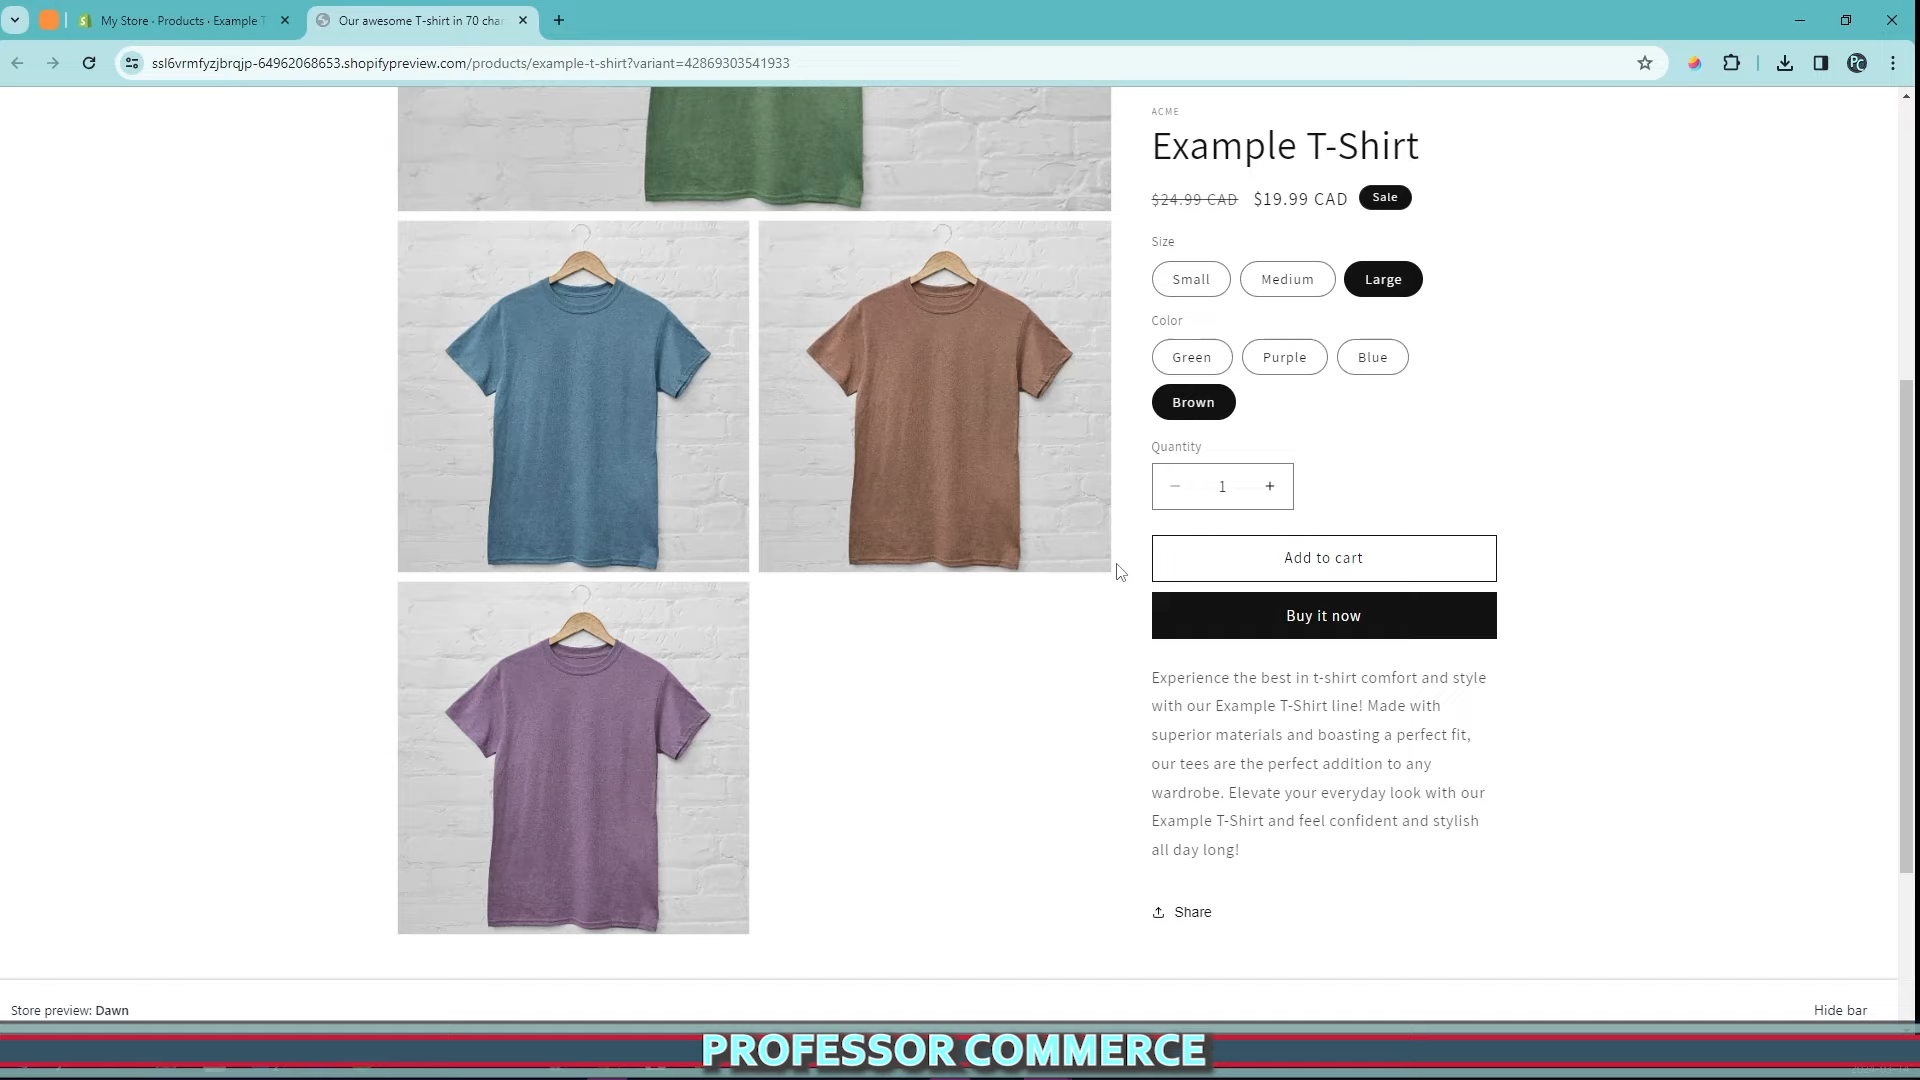 My Store - Products · Example T
Our awesome T-shirt in 70 cha
ssl6vrmfyzjbrqjp-64962068653.shopifypreview.com/products/example-t-shirt?variant=42869303541933
PC
ACME
Example T-Shirt
$24.99 CAD $19.99 CAD Sale
Size
Small Medium Large
Color
Green Purple Blue
Brown
Quantity
− 1 +
Add to cart
Buy it now
Experience the best in t-shirt comfort and style
with our Example T-Shirt line! Made with
superior materials and boasting a perfect fit,
our tees are the perfect addition to any
wardrobe. Elevate your everyday look with our
Example T-Shirt and feel confident and stylish
all day long!
Share
Store preview: Dawn
Hide bar
PROFESSOR COMMERCE